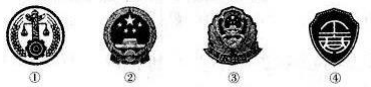 ① ② ③ ④